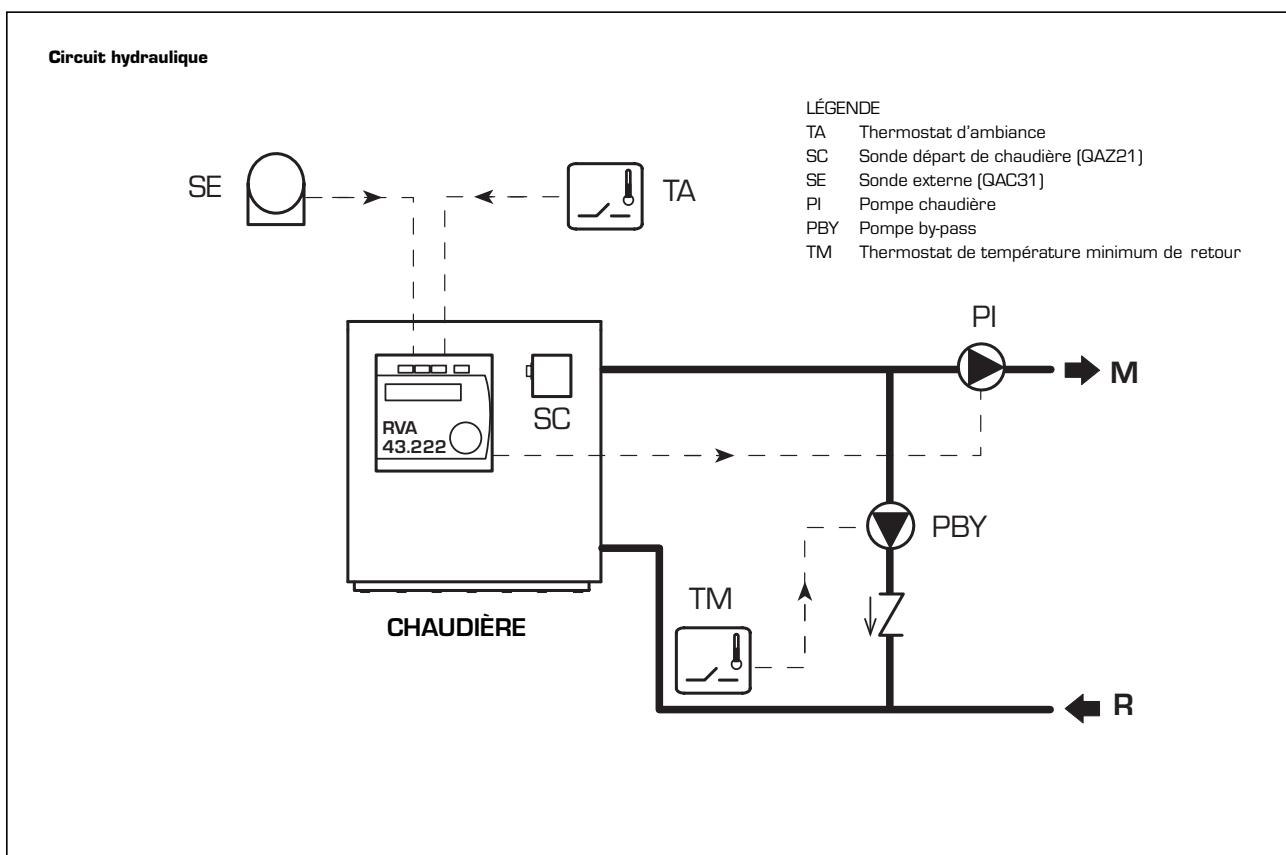 Circuit hydraulique
LÉGENDE
TA Thermostat d'ambiance
SC Sonde départ de chaudière (QAZ21)
SE Sonde externe (QAC31)
PI Pompe chaudière
PBY Pompe by-pass
TM Thermostat de température minimum de retour
SE
TA
PI
M
SC
RVA
43.222
PBY
TM
CHAUDIÈRE
R